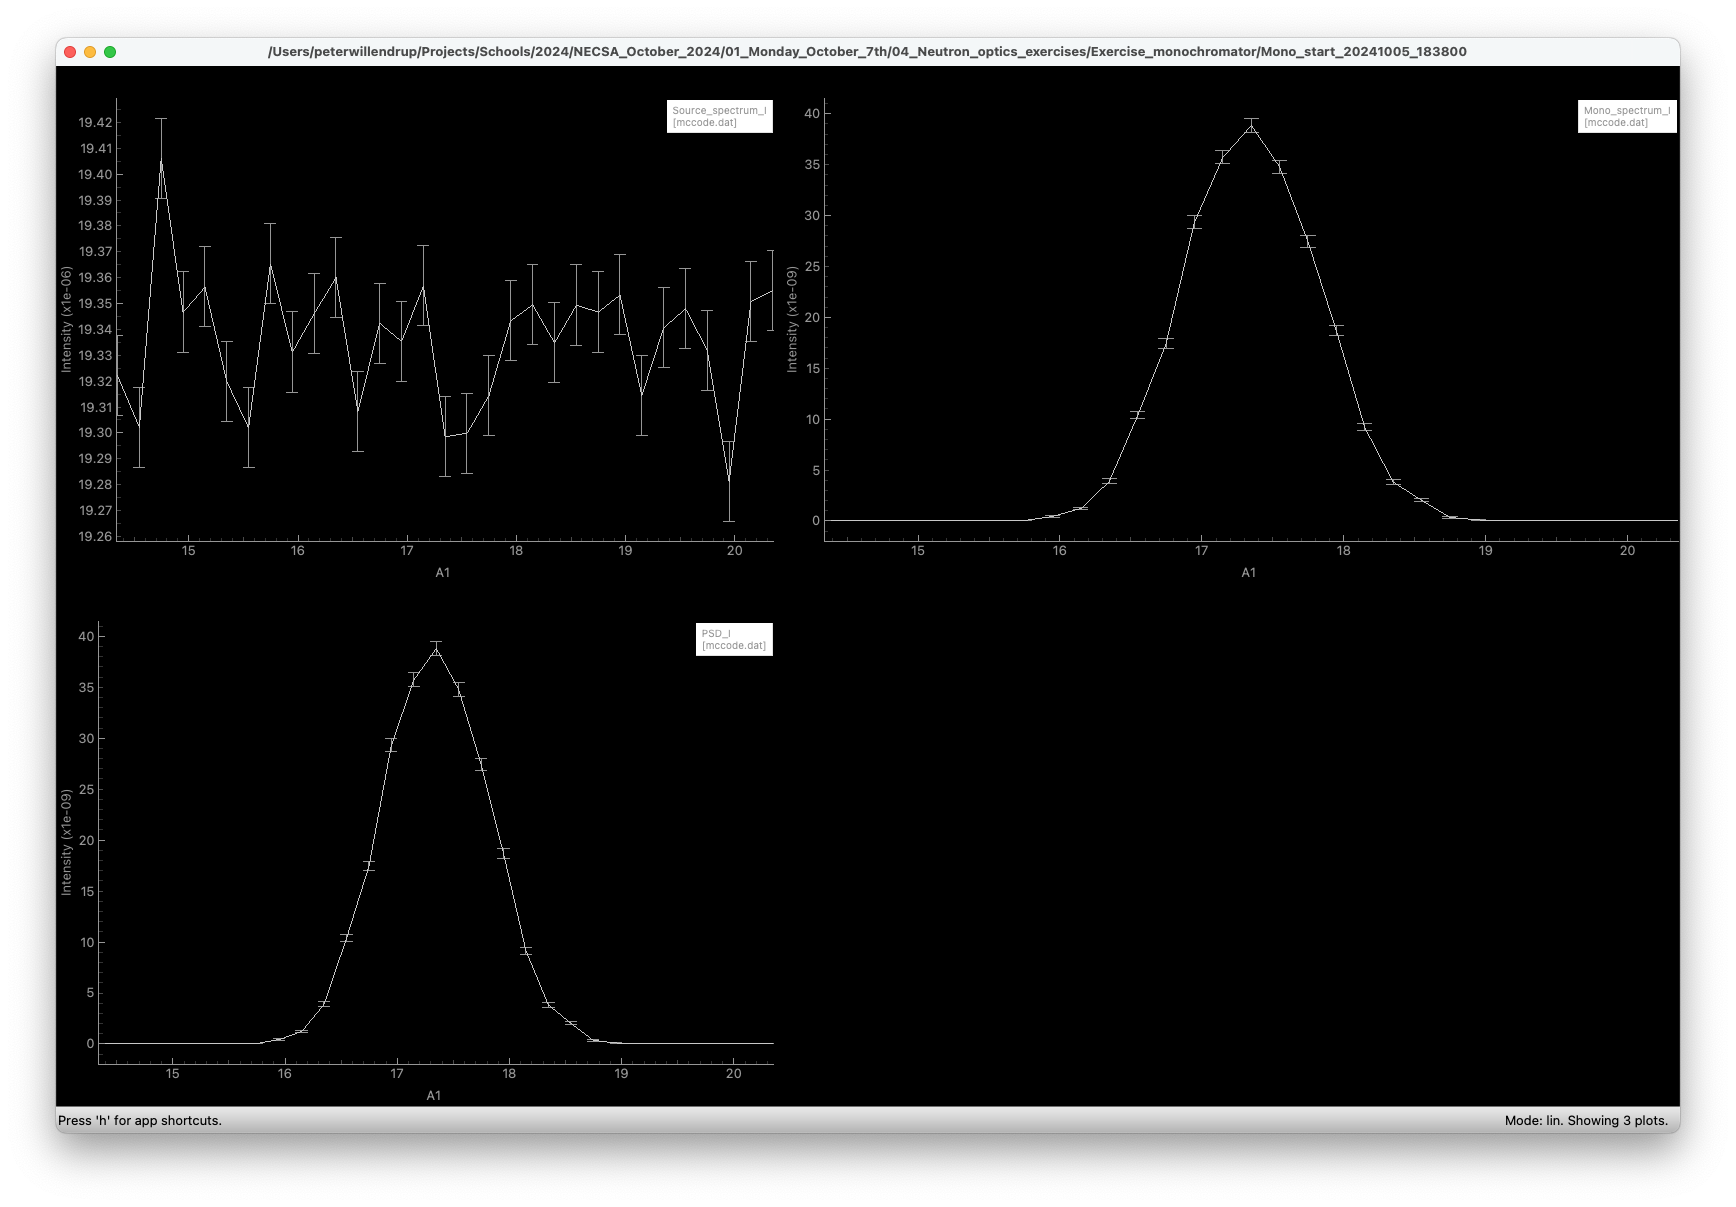 /Users/peterwillendrup/Projects/Schools/2024/NECSA_October_2024/01_Monday_October_7th/04_Neutron_optics_exercises/Exercise_monochromator/Mono_start_20241005_183800
Source_spectrum_I
[mccode.dat]
19.42
19.41
19.40
19.39
19.38
19.37
19.36
19.35
19.34
19.33
19.32
19.31
19.30
19.29
19.28
19.27
19.26
Intensity (x1e-06)
15 16 17 18 19 20
A1
Mono_spectrum_I
[mccode.dat]
40
35
30
25
20
15
10
5
0
Intensity (x1e-09)
15 16 17 18 19 20
A1
PSD_I
[mccode.dat]
40
35
30
25
20
15
10
5
0
Intensity (x1e-09)
15 16 17 18 19 20
A1
Press 'h' for app shortcuts.
Mode: lin. Showing 3 plots.